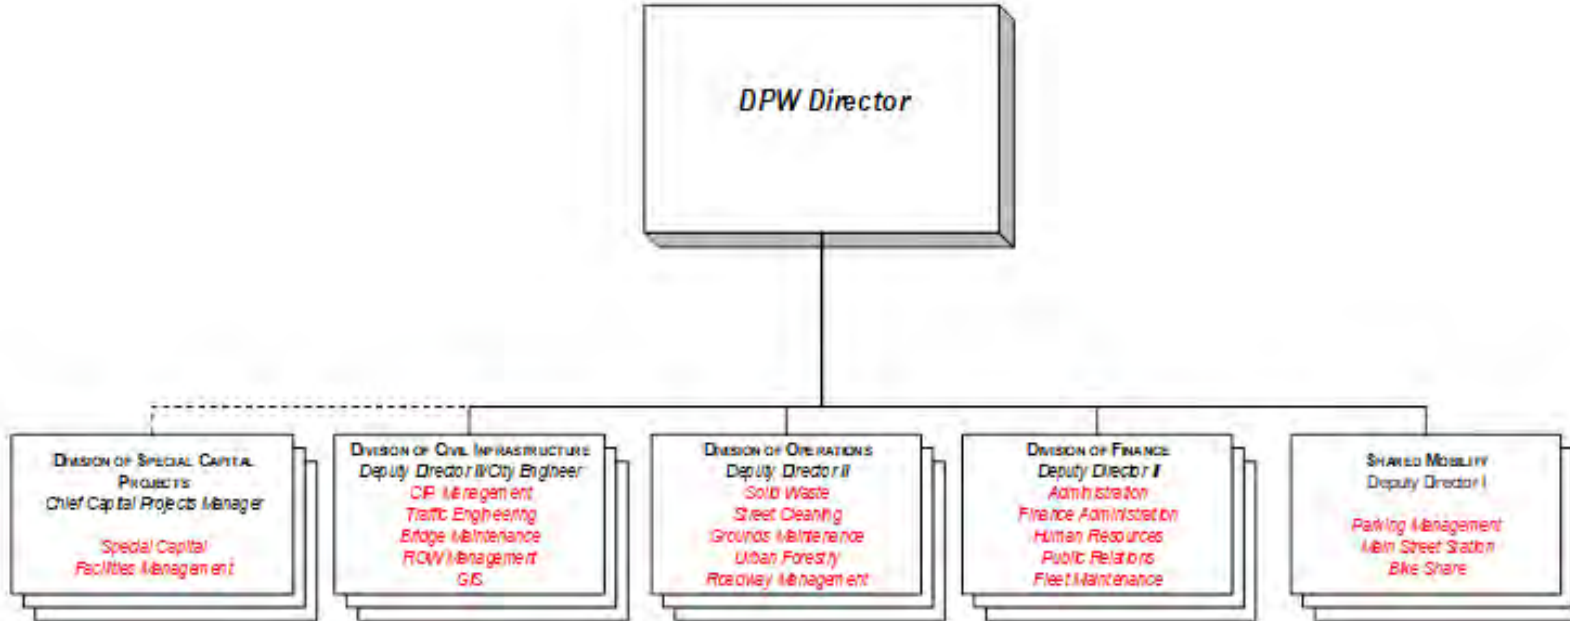 DPW Director
DIVISION OF SPECIAL CAPITAL
PROJECTS
Chief Capital Projects Manager
Special Capital
Facilities Management
DIVISION OF CIVIL INFRASTRUCTURE
Deputy Director II/City Engineer
CIP Management
Traffic Engineering
Bridge Maintenance
ROW Management
GIS
DIVISION OF OPERATIONS
Deputy Director II
Solid Waste
Street Cleaning
Grounds Maintenance
Urban Forestry
Roadway Management
DIVISION OF FINANCE
Deputy Director II
Administration
Finance Administration
Human Resources
Public Relations
Fleet Maintenance
SHARED MOBILITY
Deputy Director I
Parking Management
Main Street Station
Bike Share